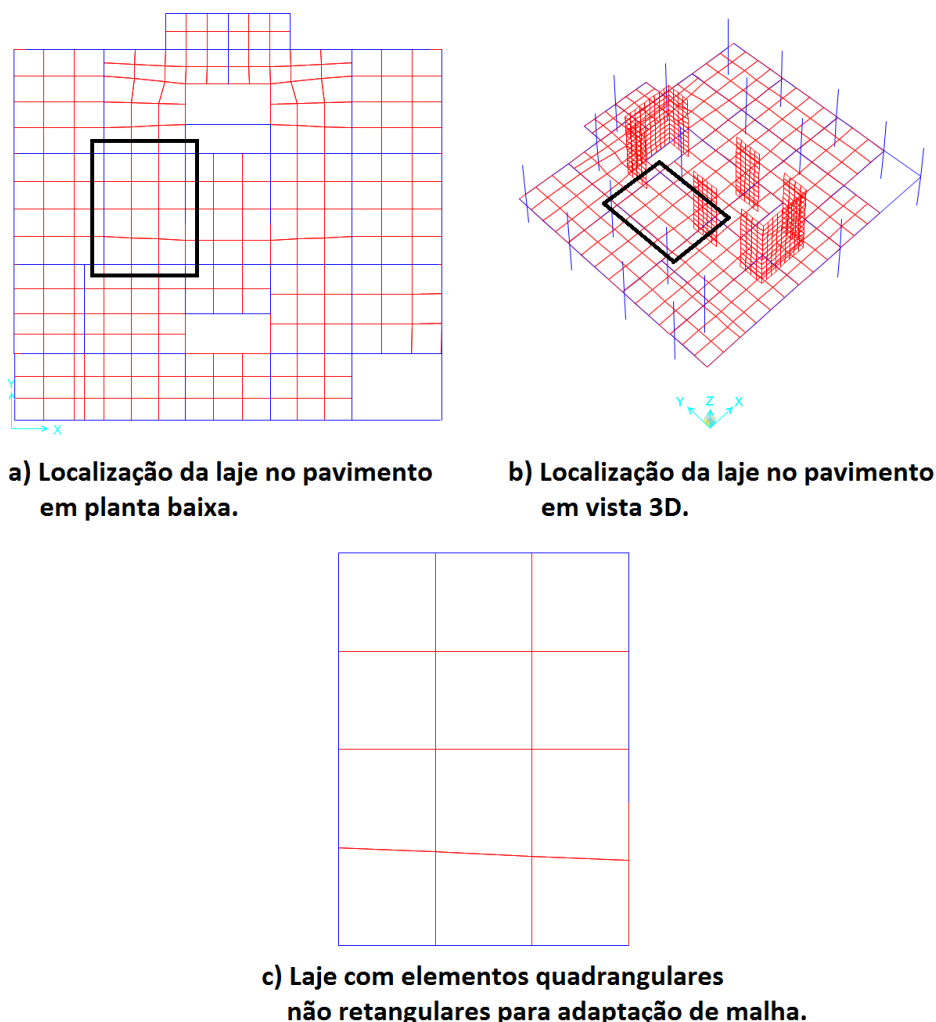 Y
X
Y Z X
a) Localização da laje no pavimento
em planta baixa.
b) Localização da laje no pavimento
em vista 3D.
c) Laje com elementos quadrangulares
não retangulares para adaptação de malha.